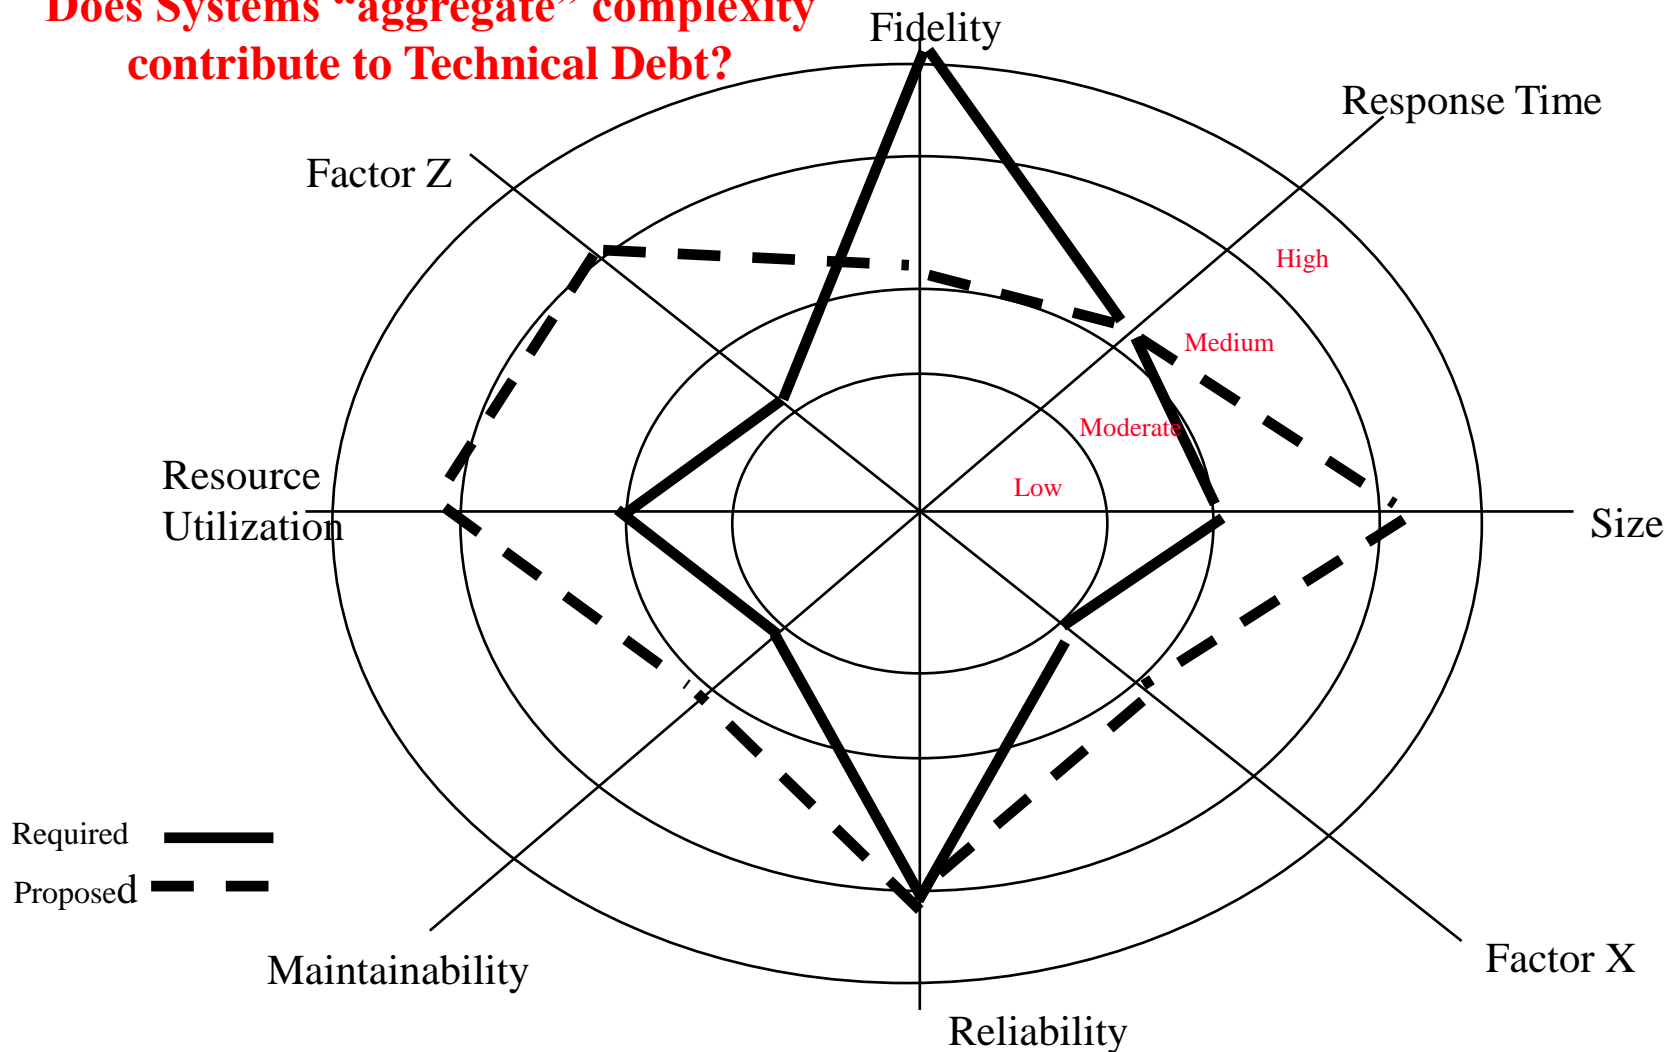 Does Systems “aggregate” complexity
contribute to Technical Debt?
Fidelity
Response Time
Factor Z
High
Medium
Moderate
Low
Resource
Utilization
Size
Required
Proposed
Maintainability
Factor X
Reliability